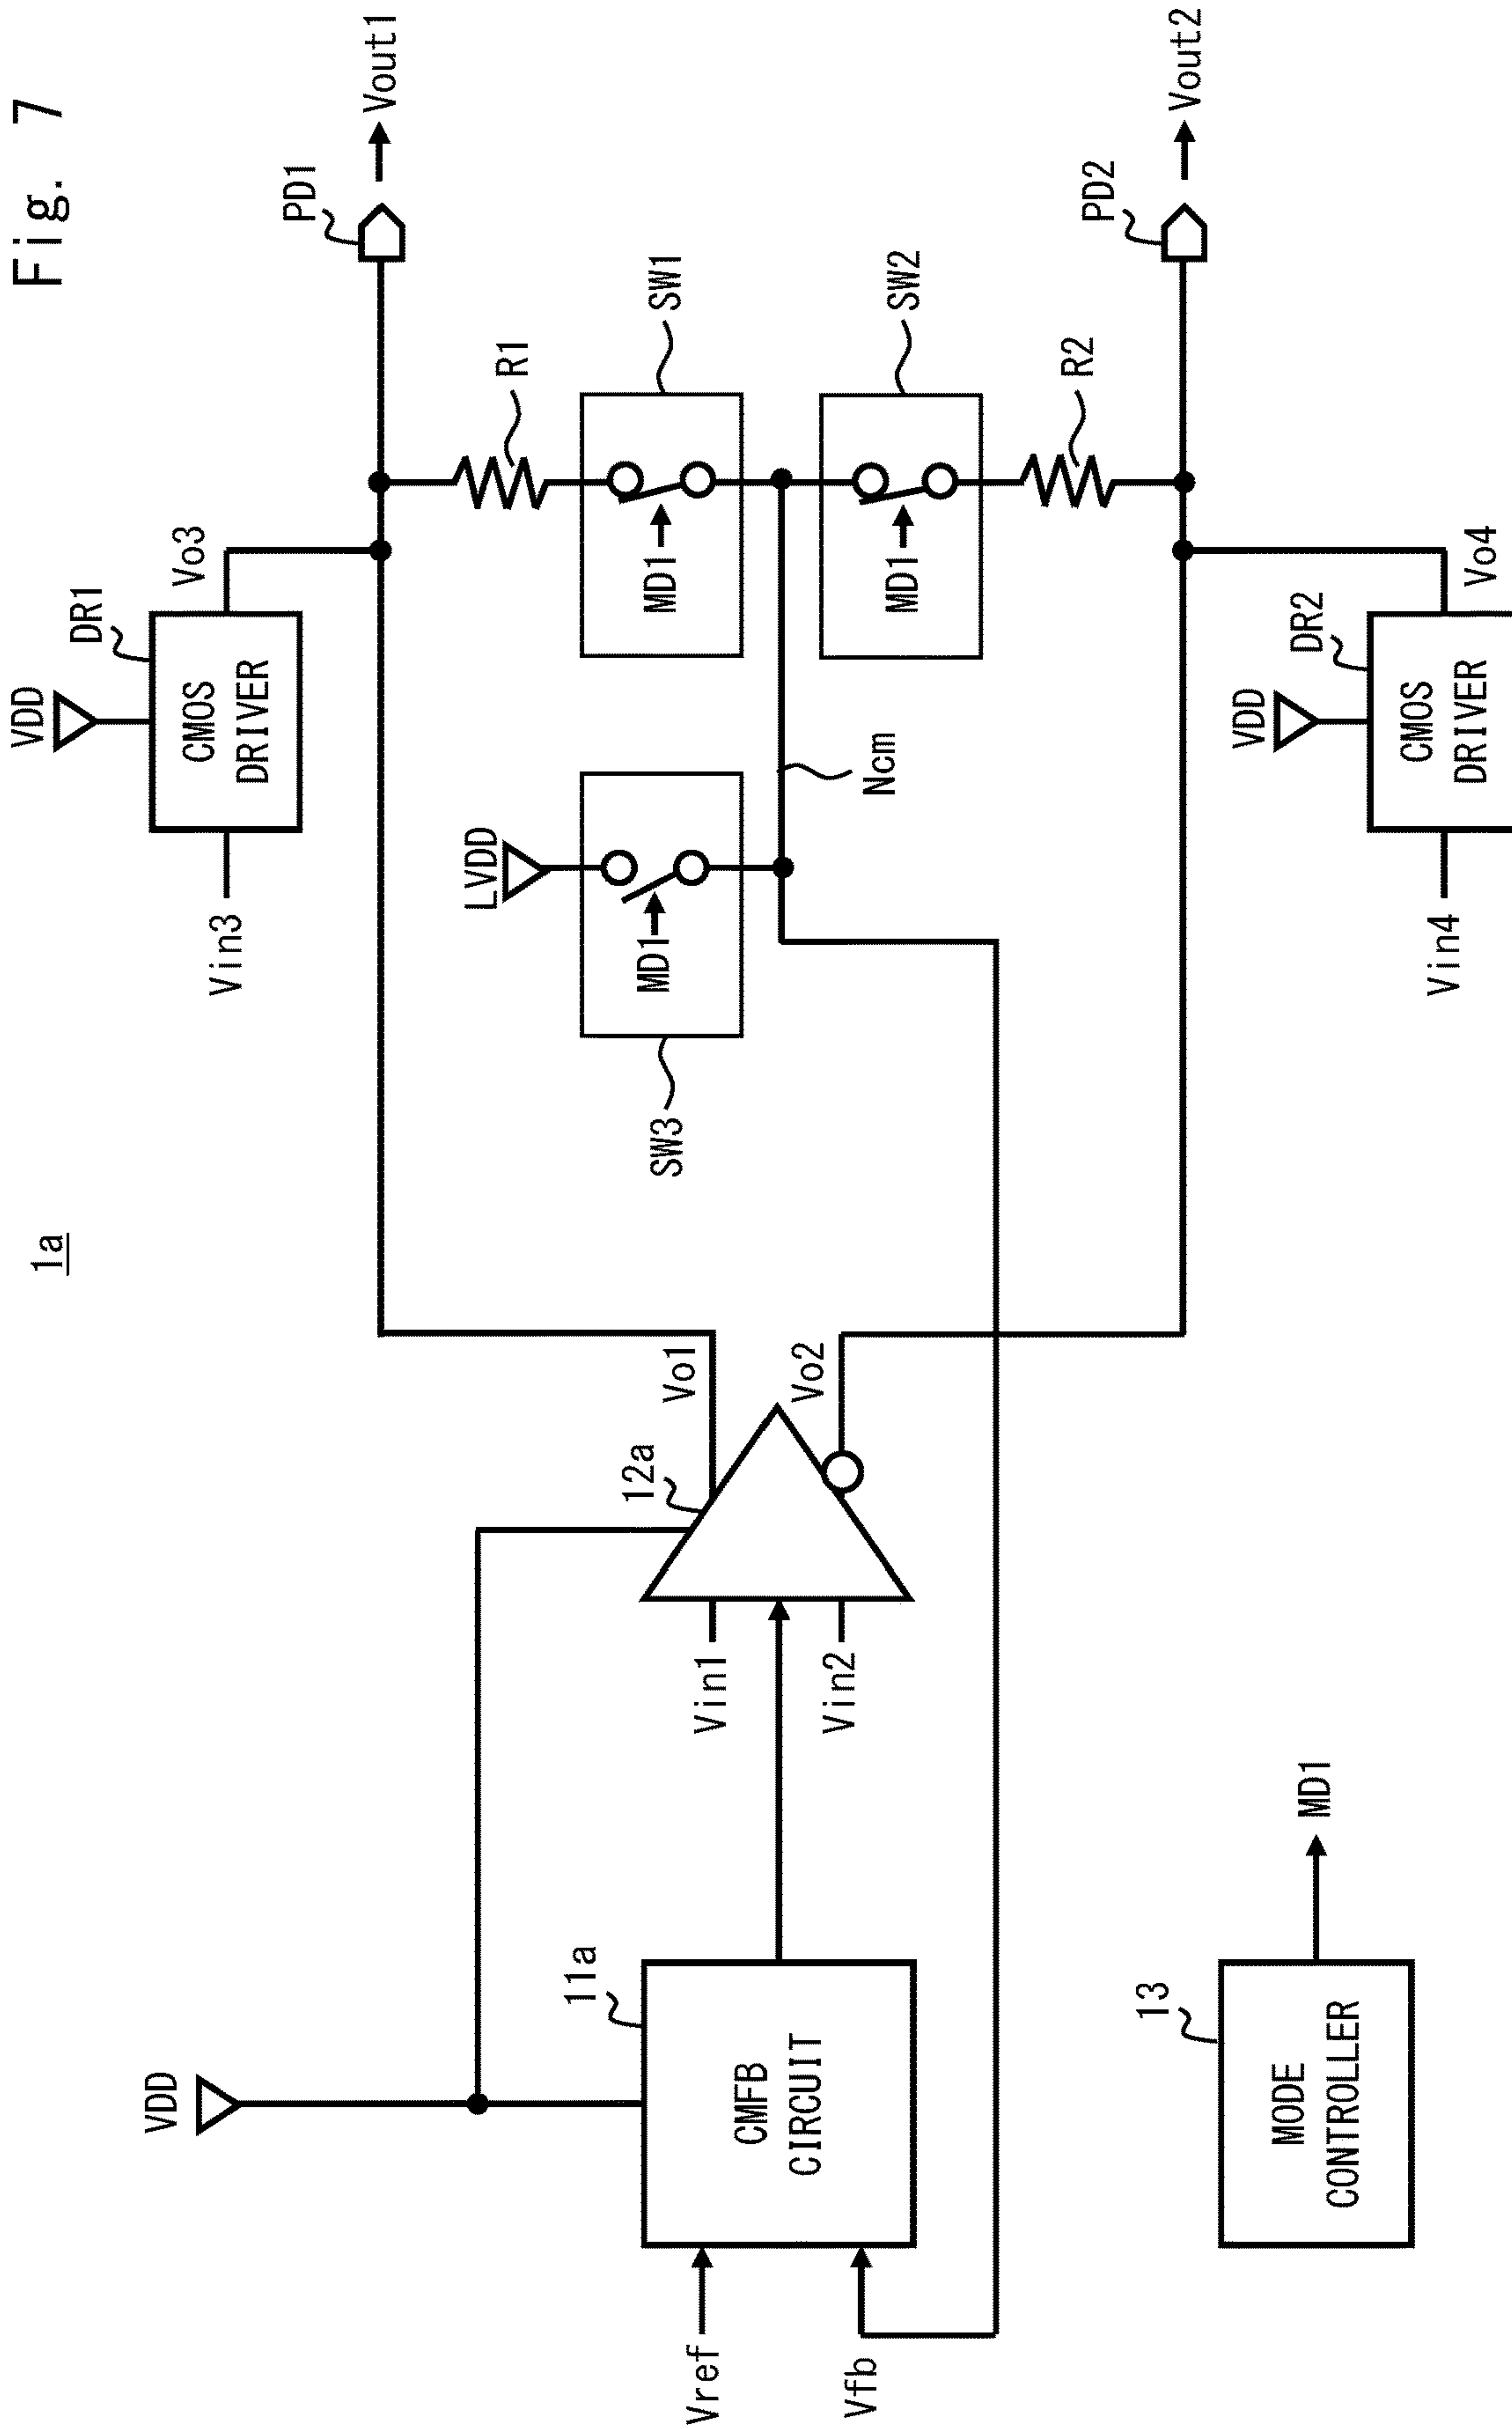 Fig. 7
1a
VDD
DR1
CMOS
DRIVER
Vin3
Vo3
PD1
Vout1
R1
SW1
MD1
LVDD
MD1
SW3
Ncm
SW2
MD1
R2
PD2
Vout2
VDD
DR2
CMOS
DRIVER
Vin4
Vo4
Vo1
Vo2
12a
Vin1
Vin2
VDD
11a
CMFB
CIRCUIT
Vref
Vfb
13
MODE
CONTROLLER
MD1